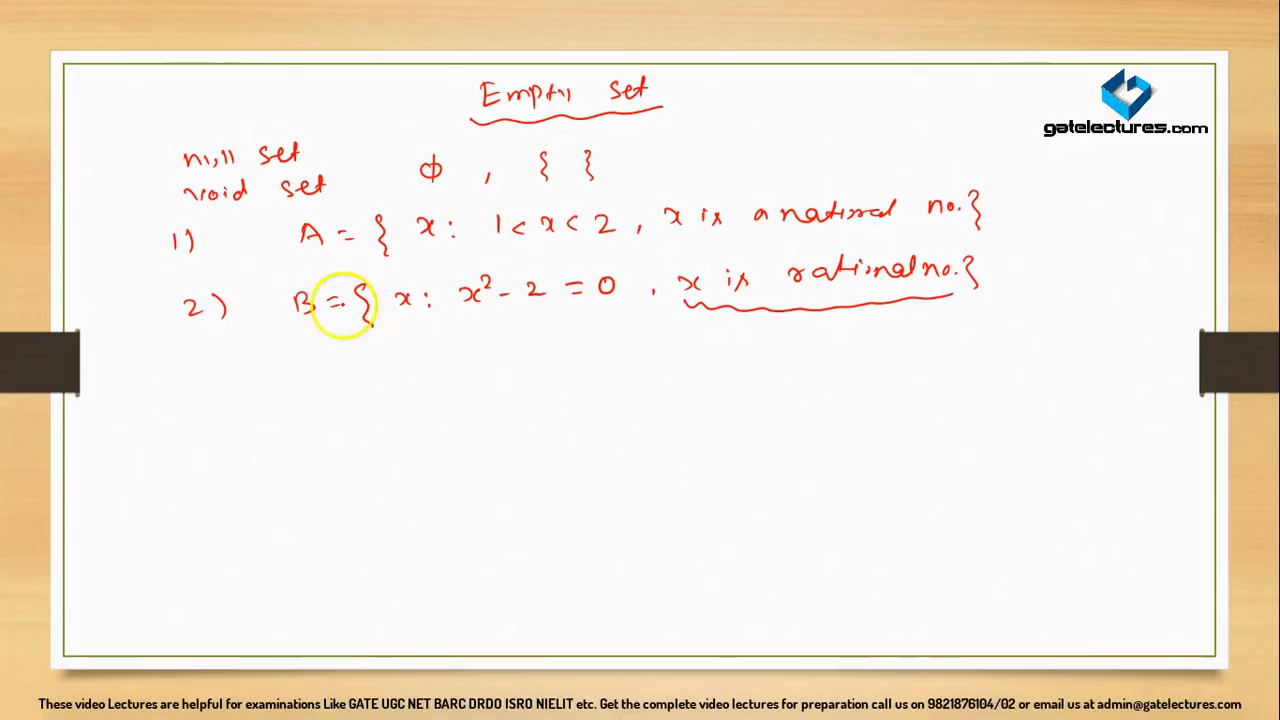 Empty set
gatelectures.com
null set
void set
ϕ , { }
1) A = { x : 1 < x < 2 , x is a natural no. }
2) B = { x : x² - 2 = 0 , x is rational no. }
These video Lectures are helpful for examinations Like GATE UGC NET BARC DRDO ISRO NIELIT etc. Get the complete video lectures for preparation call us on 9821876104/02 or email us at admin@gatelectures.com